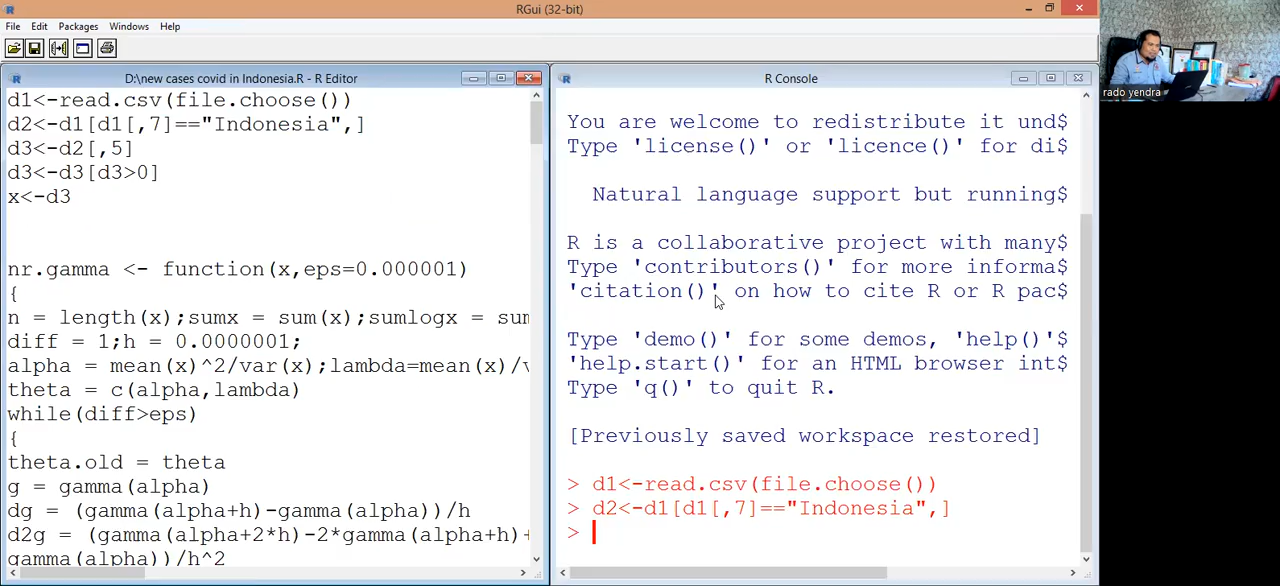 RGui (32-bit)
File Edit Packages Windows Help
D:\new cases covid in Indonesia.R - R Editor
d1<-read.csv(file.choose())
d2<-d1[d1[,7]=="Indonesia",]
d3<-d2[,5]
d3<-d3[d3>0]
x<-d3
nr.gamma <- function(x,eps=0.000001)
{
n = length(x);sumx = sum(x);sumlogx = sum
diff = 1;h = 0.0000001;
alpha = mean(x)^2/var(x);lambda=mean(x)/v
theta = c(alpha,lambda)
while(diff>eps)
{
theta.old = theta
g = gamma(alpha)
dg = (gamma(alpha+h)-gamma(alpha))/h
d2g = (gamma(alpha+2*h)-2*gamma(alpha+h)+
gamma(alpha))/h^2
R Console
You are welcome to redistribute it und$
Type 'license()' or 'licence()' for di$
Natural language support but running$
R is a collaborative project with many$
Type 'contributors()' for more informa$
'citation()' on how to cite R or R pac$
Type 'demo()' for some demos, 'help()'$
'help.start()' for an HTML browser int$
Type 'q()' to quit R.
[Previously saved workspace restored]
> d1<-read.csv(file.choose())
> d2<-d1[d1[,7]=="Indonesia",]
>
rado yendra